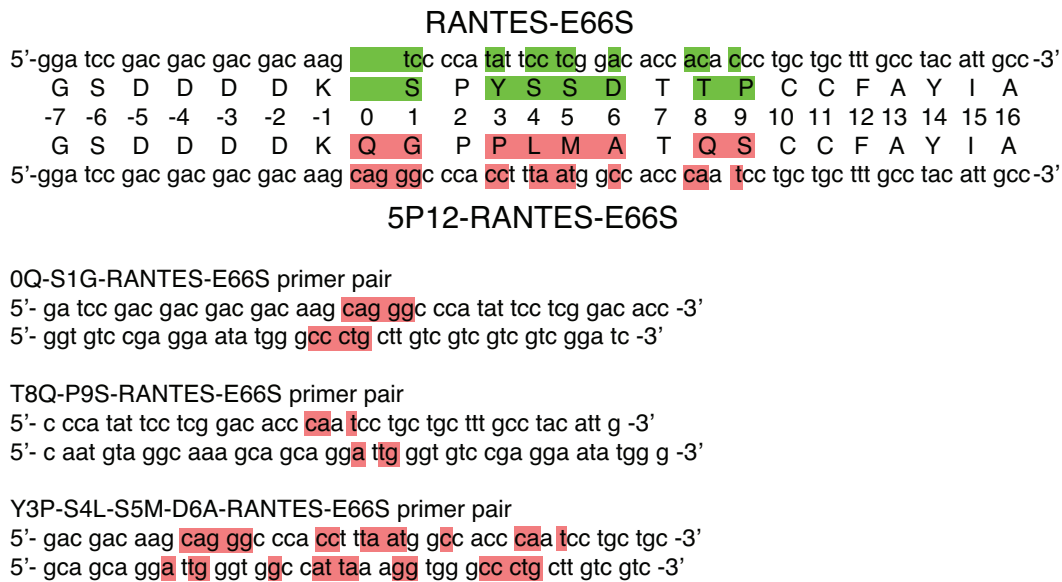 RANTES-E66S
5’-gga tcc gac gac gac gac aag tc cca tat tcc tcg gac acc aca ccc tgc tgc ttt gcc tac att gcc-3’
G S D D D D K S P Y S S D T T P C C F A Y I A
-7 -6 -5 -4 -3 -2 -1 0 1 2 3 4 5 6 7 8 9 10 11 12 13 14 15 16
G S D D D D K Q G P P L M A T Q S C C F A Y I A
5’-gga tcc gac gac gac gac aag cag ggc cca cct tta atg gcc acc caa tcc tgc tgc ttt gcc tac att gcc-3’
5P12-RANTES-E66S
0Q-S1G-RANTES-E66S primer pair
5’- ga tcc gac gac gac gac aag cag ggc cca tat tcc tcg gac acc -3’
5’- ggt gtc cga gga ata tgg gcc ctg ctt gtc gtc gtc gtc gga tc -3’
T8Q-P9S-RANTES-E66S primer pair
5’- c cca tat tcc tcg gac acc caa tcc tgc tgc ttt gcc tac att g -3’
5’- c aat gta ggc aaa gca gca gga ttg ggt gtc cga gga ata tgg g -3’
Y3P-S4L-S5M-D6A-RANTES-E66S primer pair
5’- gac gac aag cag ggc cca cct tta atg gcc acc caa tcc tgc tgc -3’
5’- gca gca gga ttg ggt ggc cat taa agg tgg gcc ctg ctt gtc gtc -3’